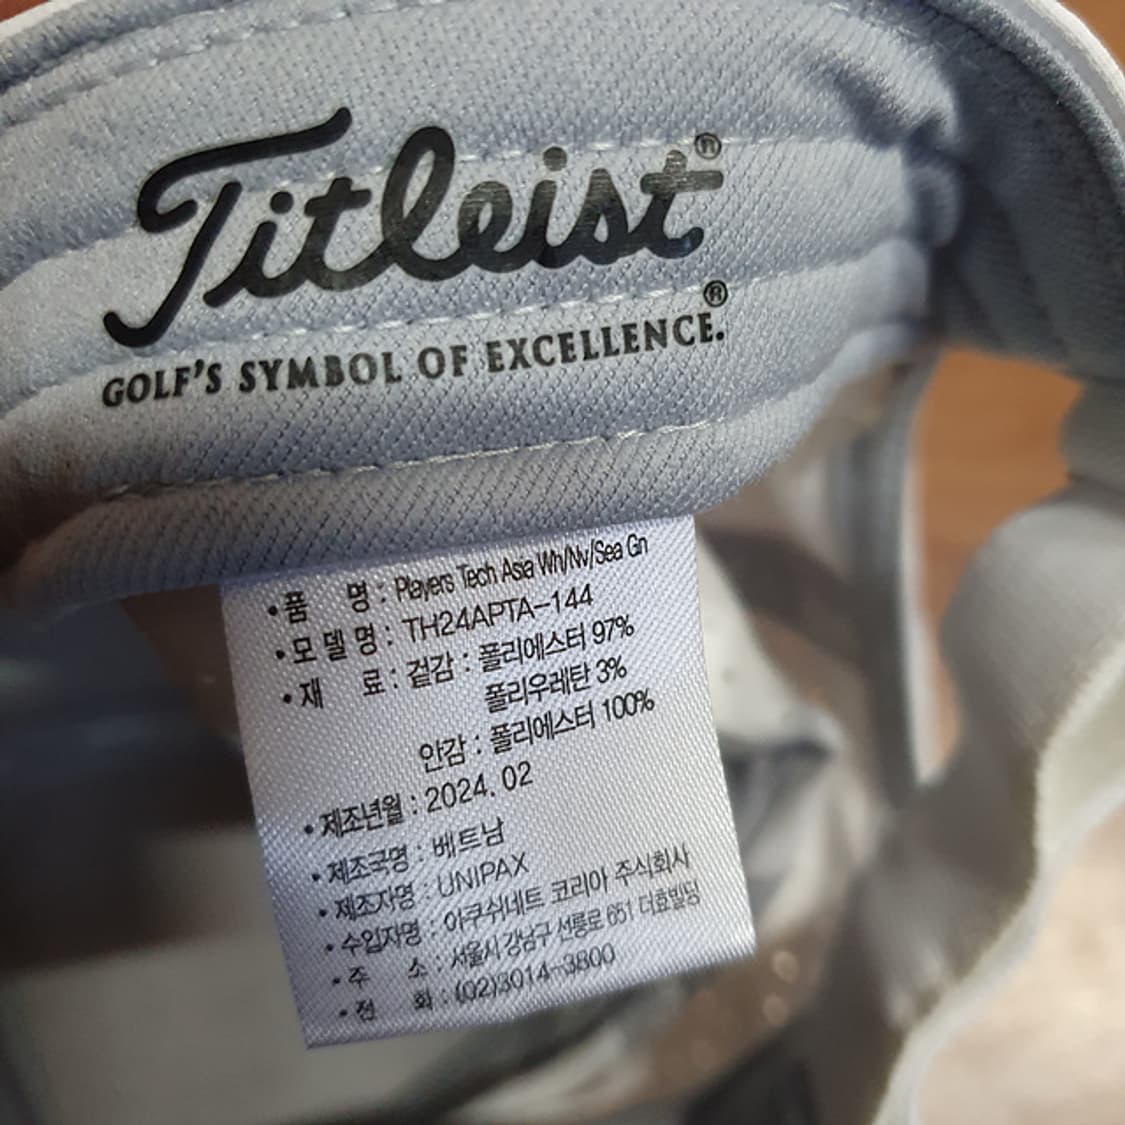 Titleist®
GOLF'S SYMBOL OF EXCELLENCE.®
•품 명 : Players Tech Asia Wh/Nv/Sea Gn
•모델명 : TH24APTA-144
•재 료 : 겉감 : 폴리에스터 97%
폴리우레탄 3%
안감 : 폴리에스터 100%
•제조년월 : 2024. 02
•제조국명 : 베트남
•제조자명 : UNIPAX
•수입자명 : 아쿠쉬네트 코리아 주식회사
•주 소 : 서울시 강남구 선릉로 651 더호빌딩
•전 화 : (02)3014-3800